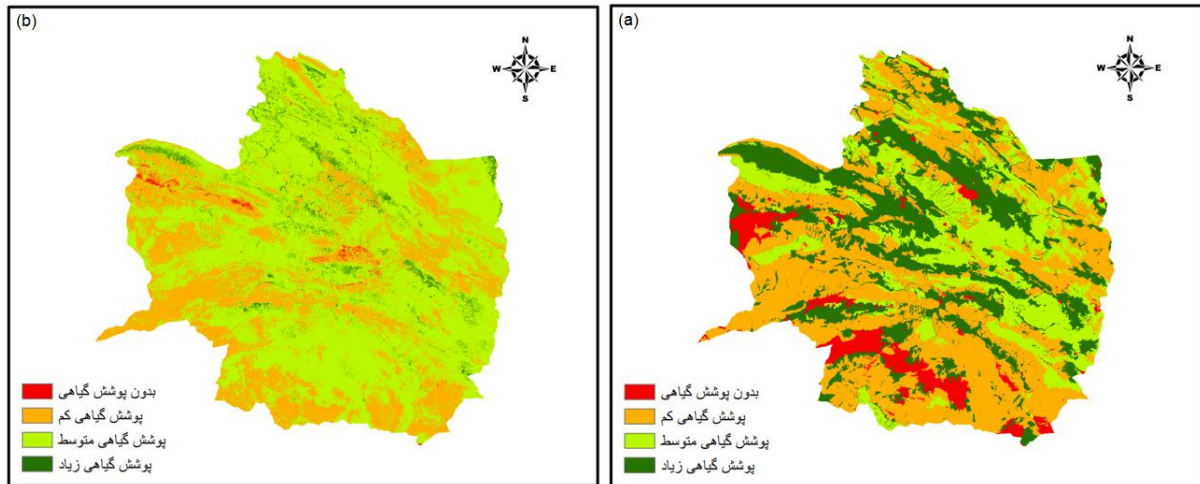 (b)
N
W E
S
بدون پوشش گیاهی
پوشش گیاهی کم
پوشش گیاهی متوسط
پوشش گیاهی زیاد
(a)
N
W E
S
بدون پوشش گیاهی
پوشش گیاهی کم
پوشش گیاهی متوسط
پوشش گیاهی زیاد